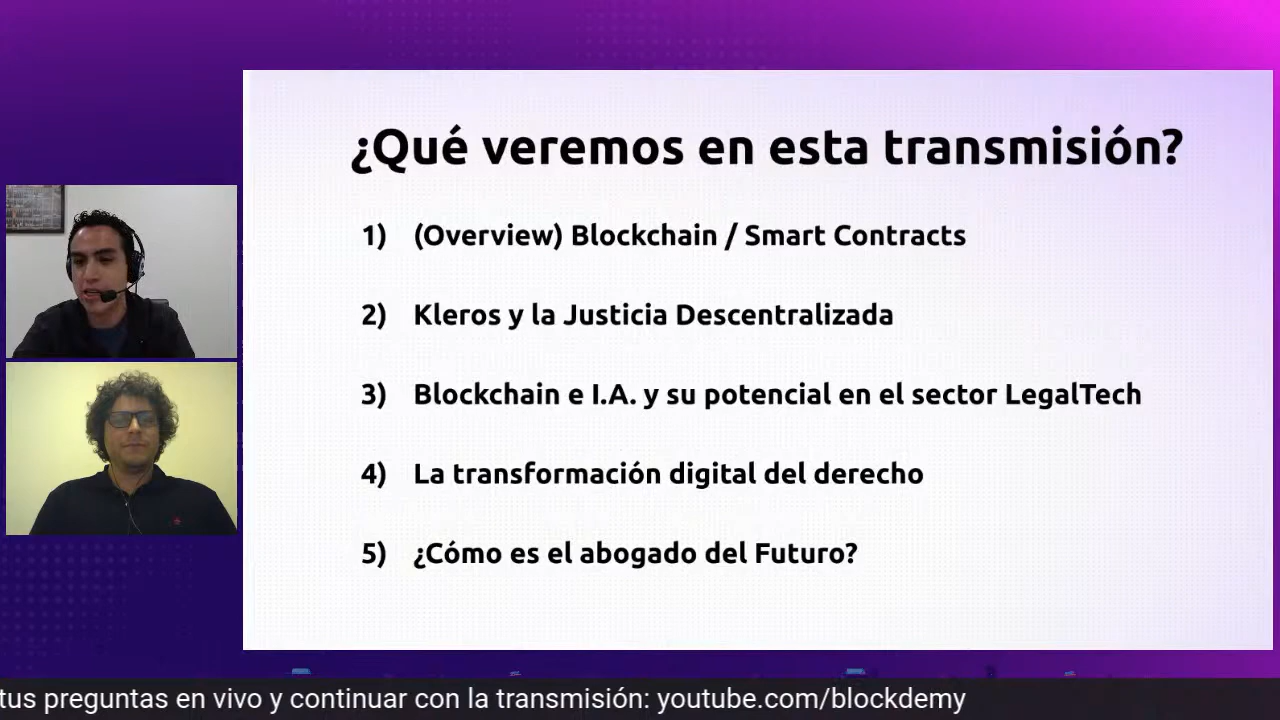 ¿Qué veremos en esta transmisión?
1) (Overview) Blockchain / Smart Contracts
2) Kleros y la Justicia Descentralizada
3) Blockchain e I.A. y su potencial en el sector LegalTech
4) La transformación digital del derecho
5) ¿Cómo es el abogado del Futuro?
tus preguntas en vivo y continuar con la transmisión: youtube.com/blockdemy